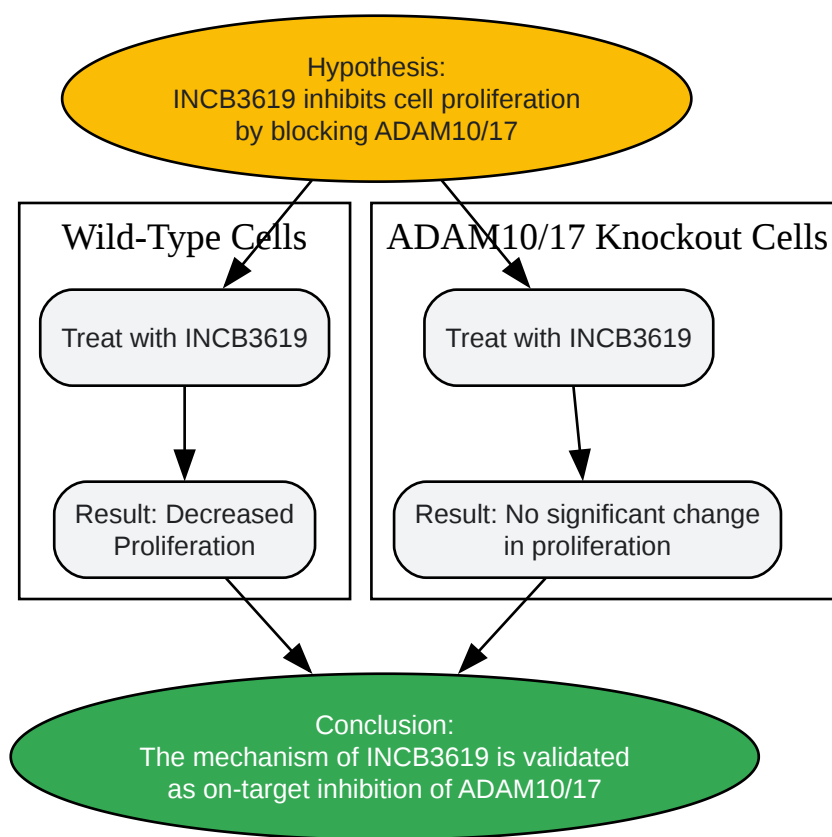 Hypothesis:
INCB3619 inhibits cell proliferation
by blocking ADAM10/17
Wild-Type Cells
Treat with INCB3619
Result: Decreased
Proliferation
ADAM10/17 Knockout Cells
Treat with INCB3619
Result: No significant change
in proliferation
Conclusion:
The mechanism of INCB3619 is validated
as on-target inhibition of ADAM10/17